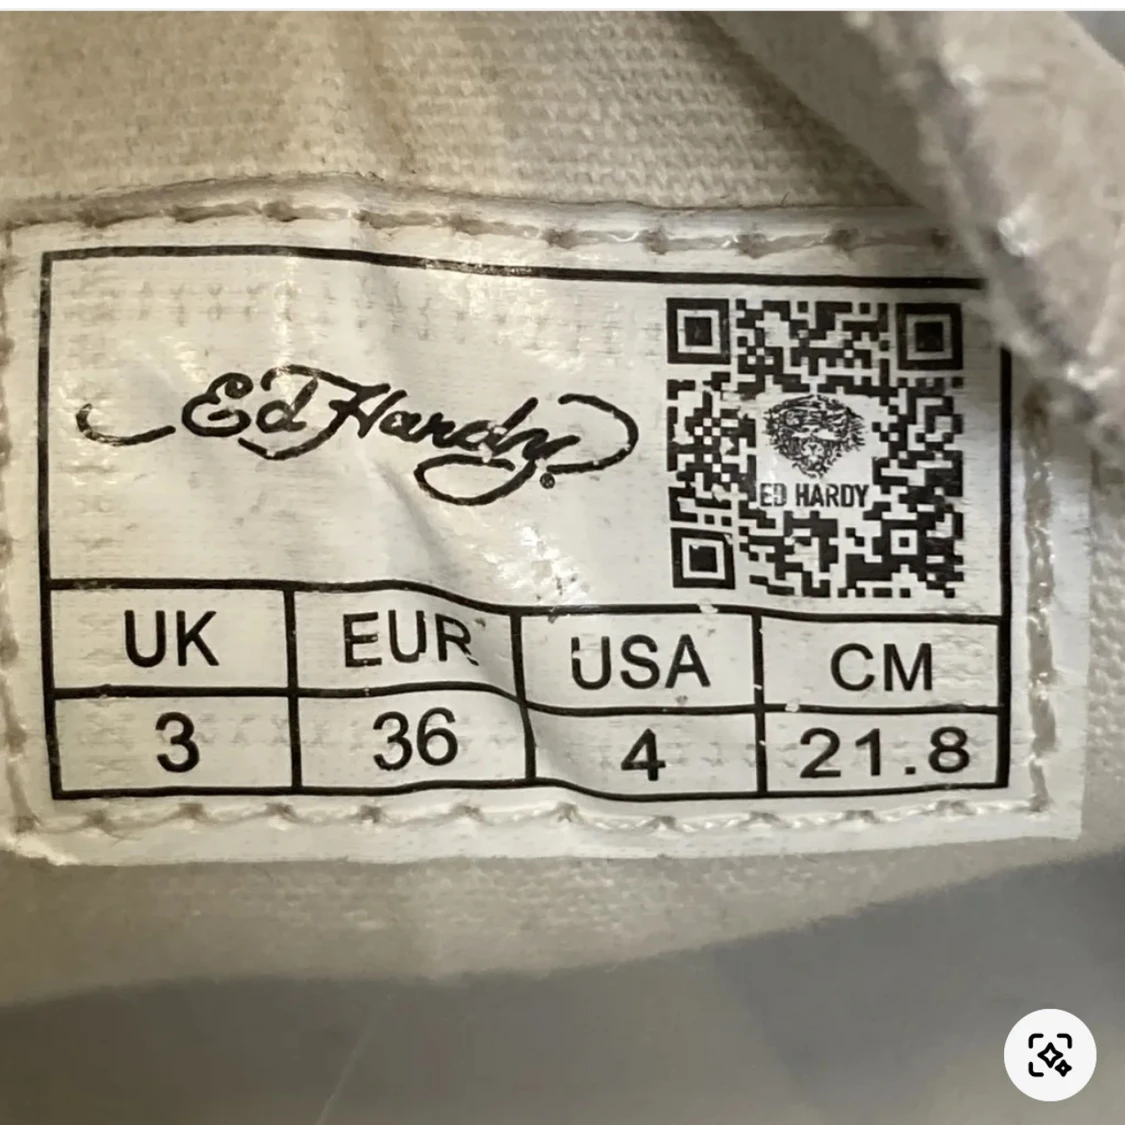 Ed Hardy®
ED HARDY
UK EUR USA CM
3 36 4 21.8